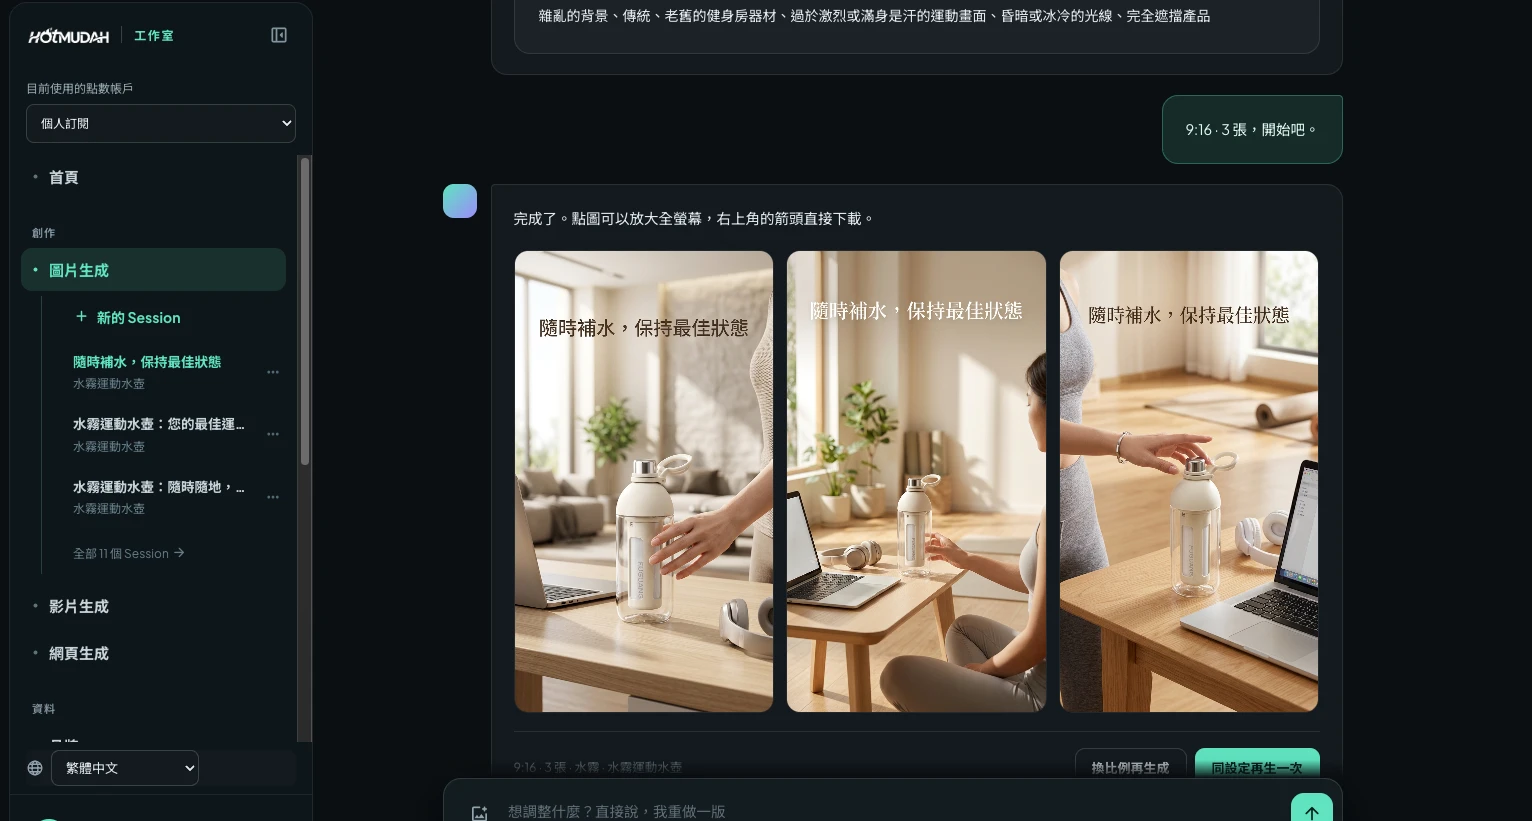 HOTMUDAH
工作室
目前使用的點數帳戶
個人訂閱
首頁
創作
圖片生成
+ 新的 Session
隨時補水，保持最佳狀態
水霧運動水壺
水霧運動水壺：您的最佳運...
水霧運動水壺
水霧運動水壺：隨時隨地，...
水霧運動水壺
全部 11 個 Session →
影片生成
網頁生成
資料
繁體中文
雜亂的背景、傳統、老舊的健身房器材、過於激烈或滿身是汗的運動畫面、昏暗或冰冷的光線、完全遮擋產品
9:16 · 3 張，開始吧。
完成了。點圖可以放大全螢幕，右上角的箭頭直接下載。
隨時補水，保持最佳狀態
隨時補水，保持最佳狀態
隨時補水，保持最佳狀態
9:16 · 3 張 · 水霧 · 水霧運動水壺
換比例再生成
同設定再生一次
想調整什麼？直接說，我重做一版